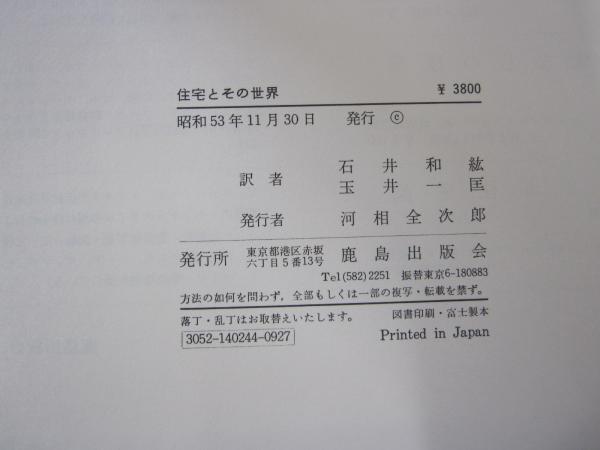 住宅とその世界 ¥ 3800
昭和53年11月30日 発行 ©
訳者 石井和紘
玉井一匡
発行者 河相全次郎
発行所 東京都港区赤坂 鹿島出版会
六丁目5番13号
Tel(582)2251 振替東京6-180883
方法の如何を問わず，全部もしくは一部の複写・転載を禁ず。
落丁・乱丁はお取替えいたします。 図書印刷・富士製本
3052-140244-0927 Printed in Japan